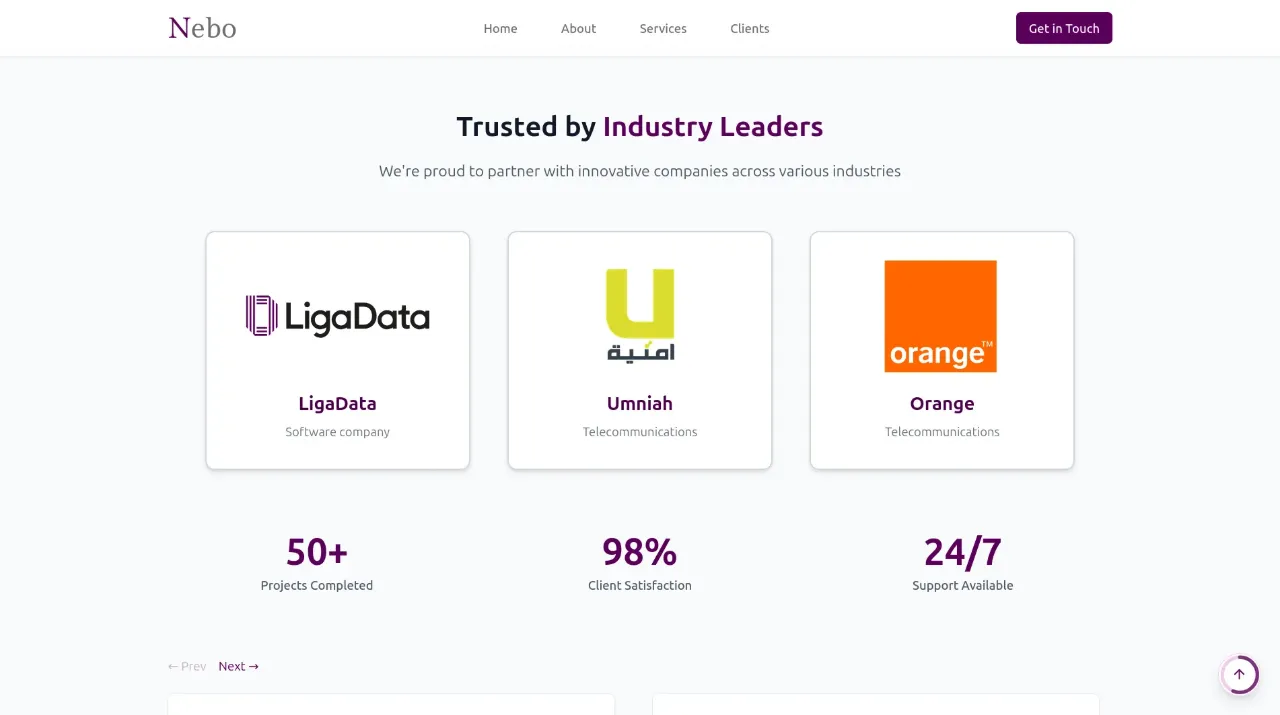 Nebo
Home
About
Services
Clients
Get in Touch
Trusted by Industry Leaders
We're proud to partner with innovative companies across various industries
LigaData
امنية
orange™
LigaData
Umniah
Orange
Software company
Telecommunications
Telecommunications
50+
98%
24/7
Projects Completed
Client Satisfaction
Support Available
← Prev
Next →